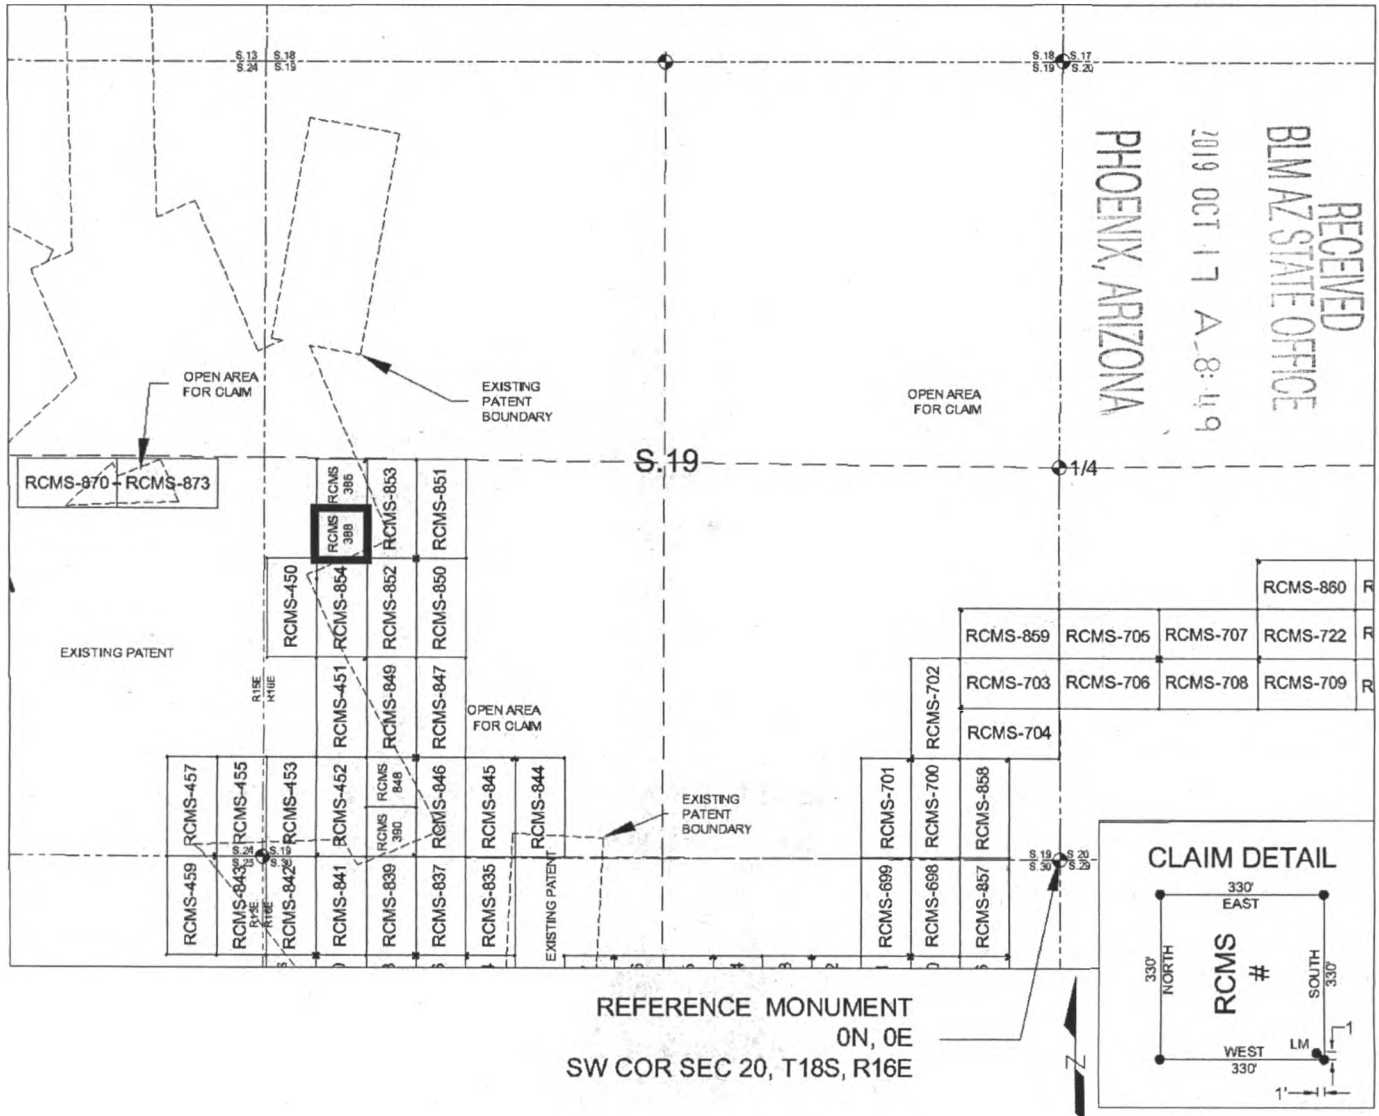 S.13 S.18
S.24 S.19
S.18 S.17
S.19 S.20
RECEIVED
BLM AZ STATE OFFICE
2019 OCT 17 A 8:49
PHOENIX, ARIZONA
OPEN AREA
FOR CLAIM
EXISTING
PATENT
BOUNDARY
OPEN AREA
FOR CLAIM
S.19
1/4
RCMS-870
RCMS-873
RCMS
386
RCMS-853
RCMS-851
RCMS
388
RCMS-450
RCMS-854
RCMS-852
RCMS-850
EXISTING PATENT
R15E
R16E
RCMS-451
RCMS-849
RCMS-847
OPEN AREA
FOR CLAIM
RCMS-860
R
RCMS-859
RCMS-705
RCMS-707
RCMS-722
R
RCMS-703
RCMS-706
RCMS-708
RCMS-709
R
RCMS-702
RCMS-704
RCMS-457
RCMS-455
RCMS-453
RCMS-452
RCMS
848
RCMS
390
RCMS-846
RCMS-845
RCMS-844
EXISTING
PATENT
BOUNDARY
RCMS-701
RCMS-700
RCMS-858
S.24 S.19
S.25 S.30
S.19 S.20
S.30 S.29
RCMS-459
RCMS-843
R15E
R16E
RCMS-842
RCMS-841
RCMS-839
RCMS-837
RCMS-835
EXISTING PATENT
RCMS-699
RCMS-698
RCMS-857
REFERENCE MONUMENT
0N, 0E
SW COR SEC 20, T18S, R16E
N
CLAIM DETAIL
330'
EAST
330'
NORTH
RCMS
#
SOUTH
330'
LM
1
WEST
330'
1'